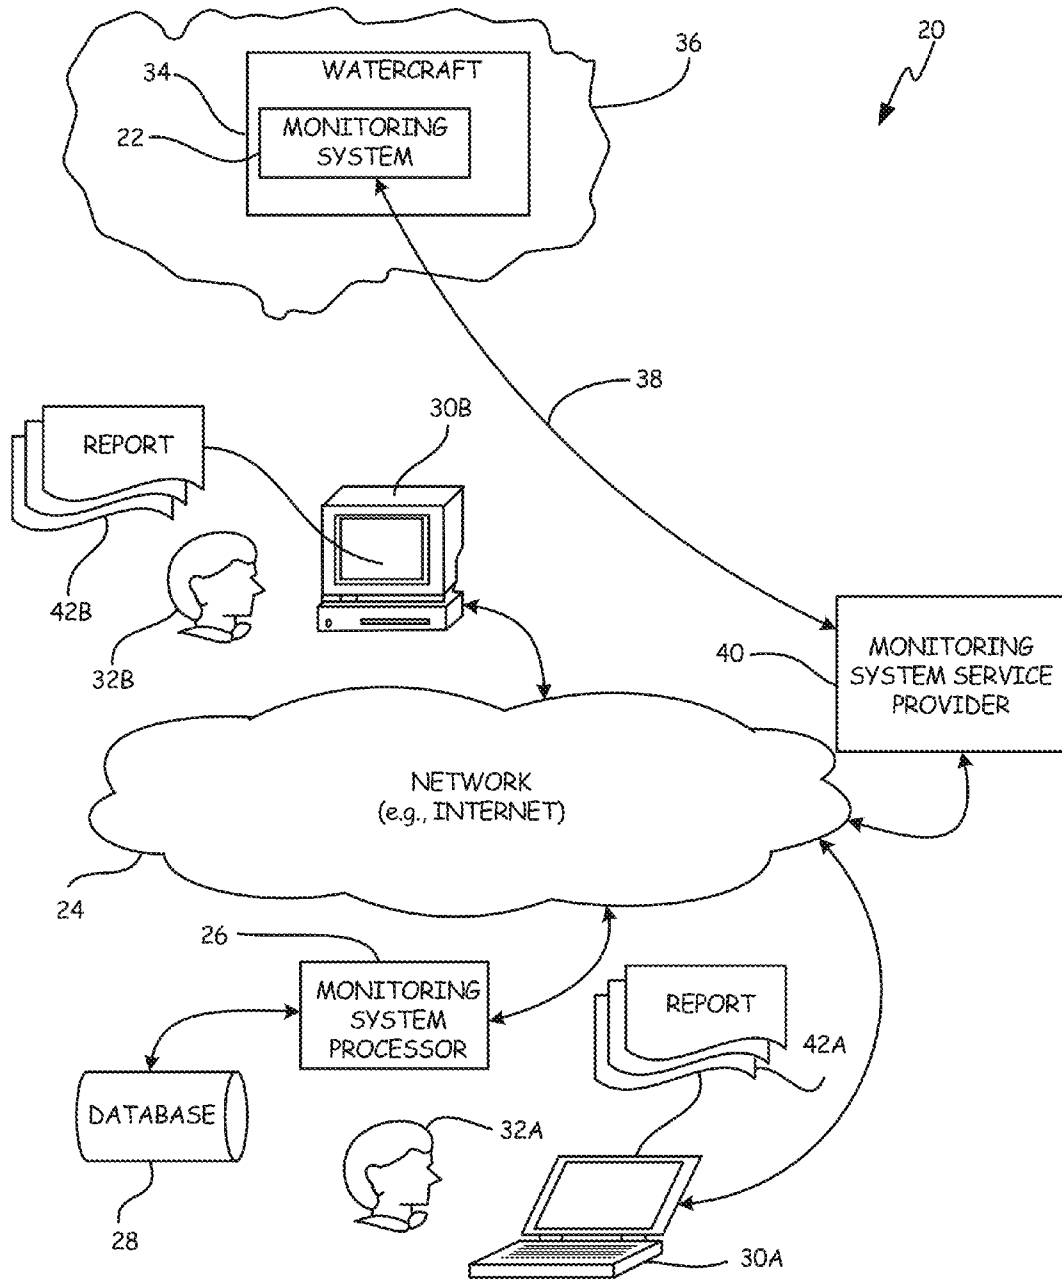 20
36
34
WATERCRAFT
22
MONITORING
SYSTEM
38
30B
REPORT
42B
32B
40
MONITORING
SYSTEM SERVICE
PROVIDER
NETWORK
(e.g., INTERNET)
24
26
MONITORING
SYSTEM
PROCESSOR
REPORT
42A
DATABASE
32A
28
30A